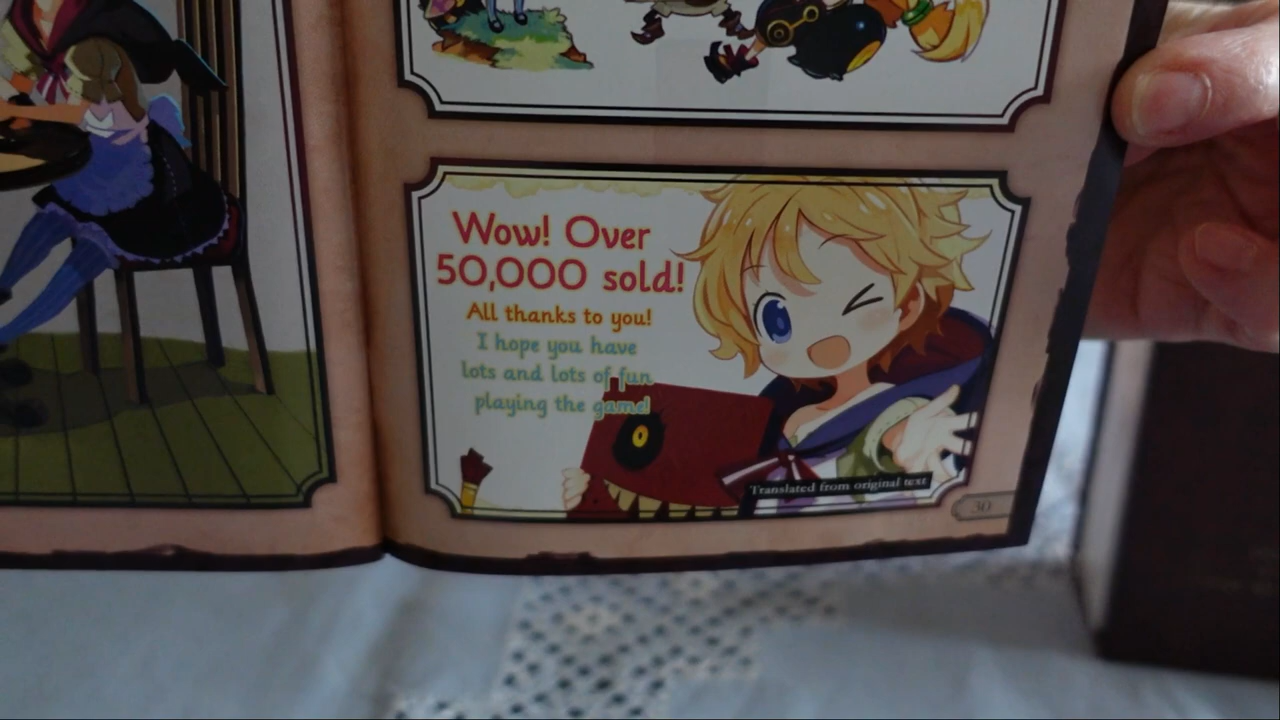 Wow! Over
50,000 sold!
All thanks to you!
I hope you have
lots and lots of fun
playing the game!
Translated from original text
30